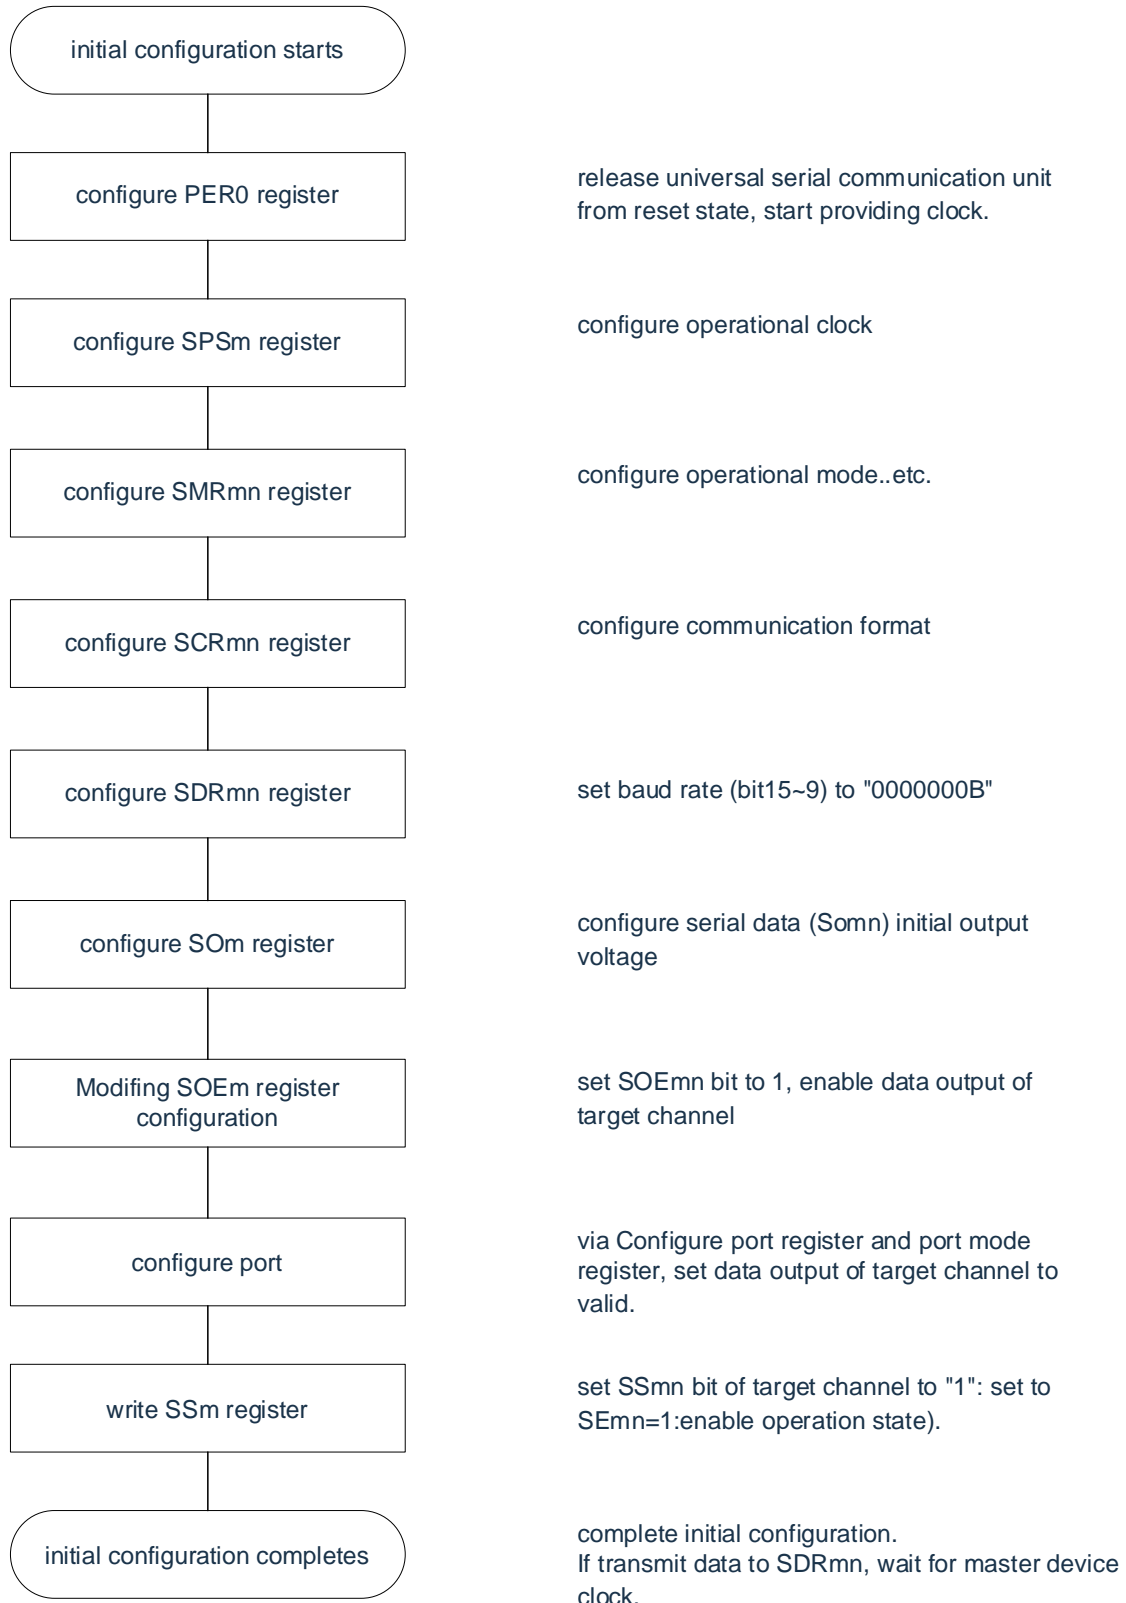 initial configuration starts
configure PER0 register
release universal serial communication unit
from reset state, start providing clock.
configure SPSm register
configure operational clock
configure SMRmn register
configure operational mode..etc.
configure SCRmn register
configure communication format
configure SDRmn register
set baud rate (bit15~9) to "0000000B"
configure SOm register
configure serial data (Somn) initial output
voltage
Modifing SOEm register
configuration
set SOEmn bit to 1, enable data output of
target channel
configure port
via Configure port register and port mode
register, set data output of target channel to
valid.
write SSm register
set SSmn bit of target channel to "1": set to
SEmn=1:enable operation state).
initial configuration completes
complete initial configuration.
If transmit data to SDRmn, wait for master device
clock.